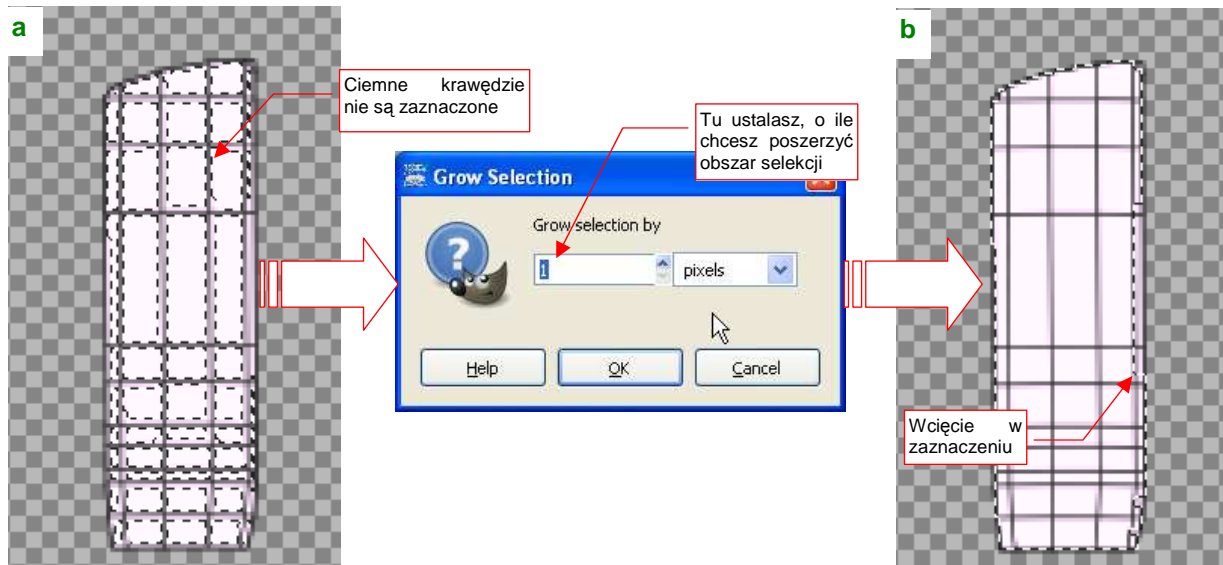 a
Ciemne krawędzie
nie są zaznaczone
Tu ustalasz, o ile
chcesz poszerzyć
obszar selekcji
Grow Selection
Grow selection by
1
pixels
Help
OK
Cancel
b
Wcięcie w
zaznaczeniu